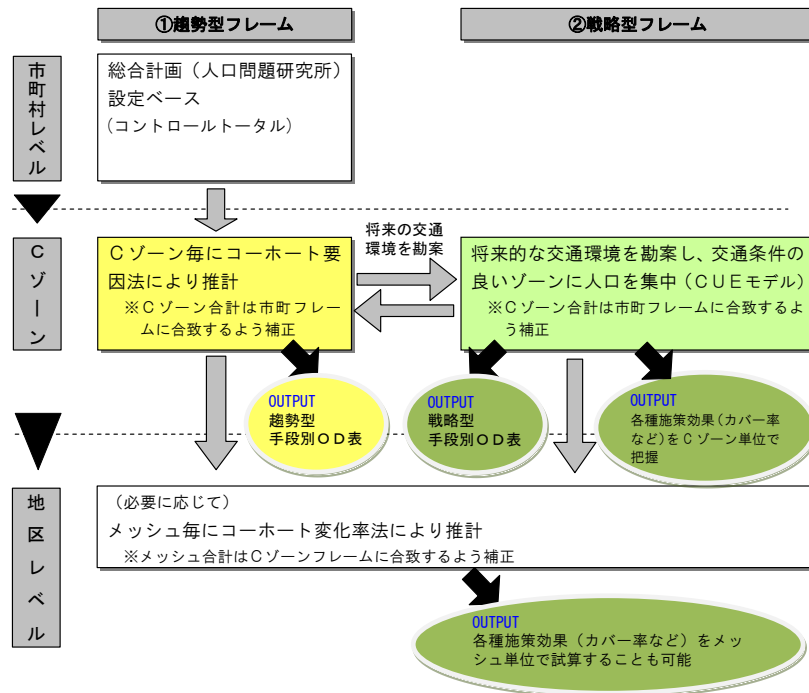 ①趨勢型フレーム
②戦略型フレーム
市町村レベル
総合計画（人口問題研究所）
設定ベース
(コントロールトータル)
Ｃゾーン
Ｃゾーン毎にコーホート要
因法により推計
※Ｃゾーン合計は市町フレー
ムに合致するよう補正
将来の交通
環境を勘案
将来的な交通環境を勘案し、交通条件の
良いゾーンに人口を集中（ＣＵＥモデル）
※Ｃゾーン合計は市町フレームに合致するよ
う補正
OUTPUT
趨勢型
手段別ＯＤ表
OUTPUT
戦略型
手段別ＯＤ表
OUTPUT
各種施策効果（カバー率
など）をＣゾーン単位で
把握
地区レベル
（必要に応じて）
メッシュ毎にコーホート変化率法により推計
※メッシュ合計はＣゾーンフレームに合致するよう補正
OUTPUT
各種施策効果（カバー率など）をメッ
シュ単位で試算することも可能